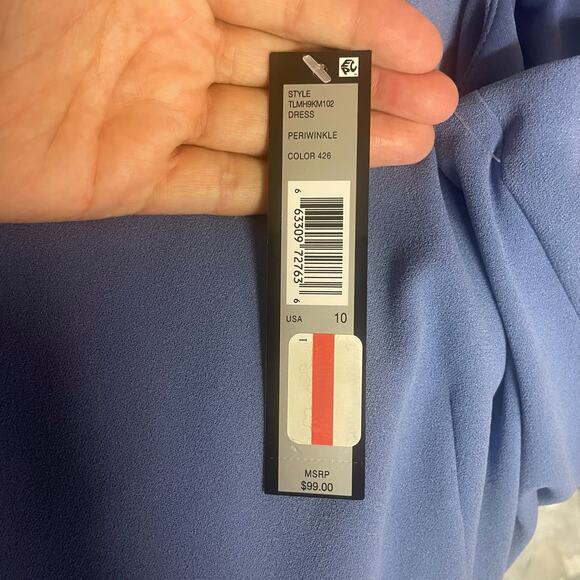 STYLE
TLMH9KM102
DRESS
PERIWINKLE
COLOR 426
6 63309 72763 6
USA 10
MSRP
$99.00